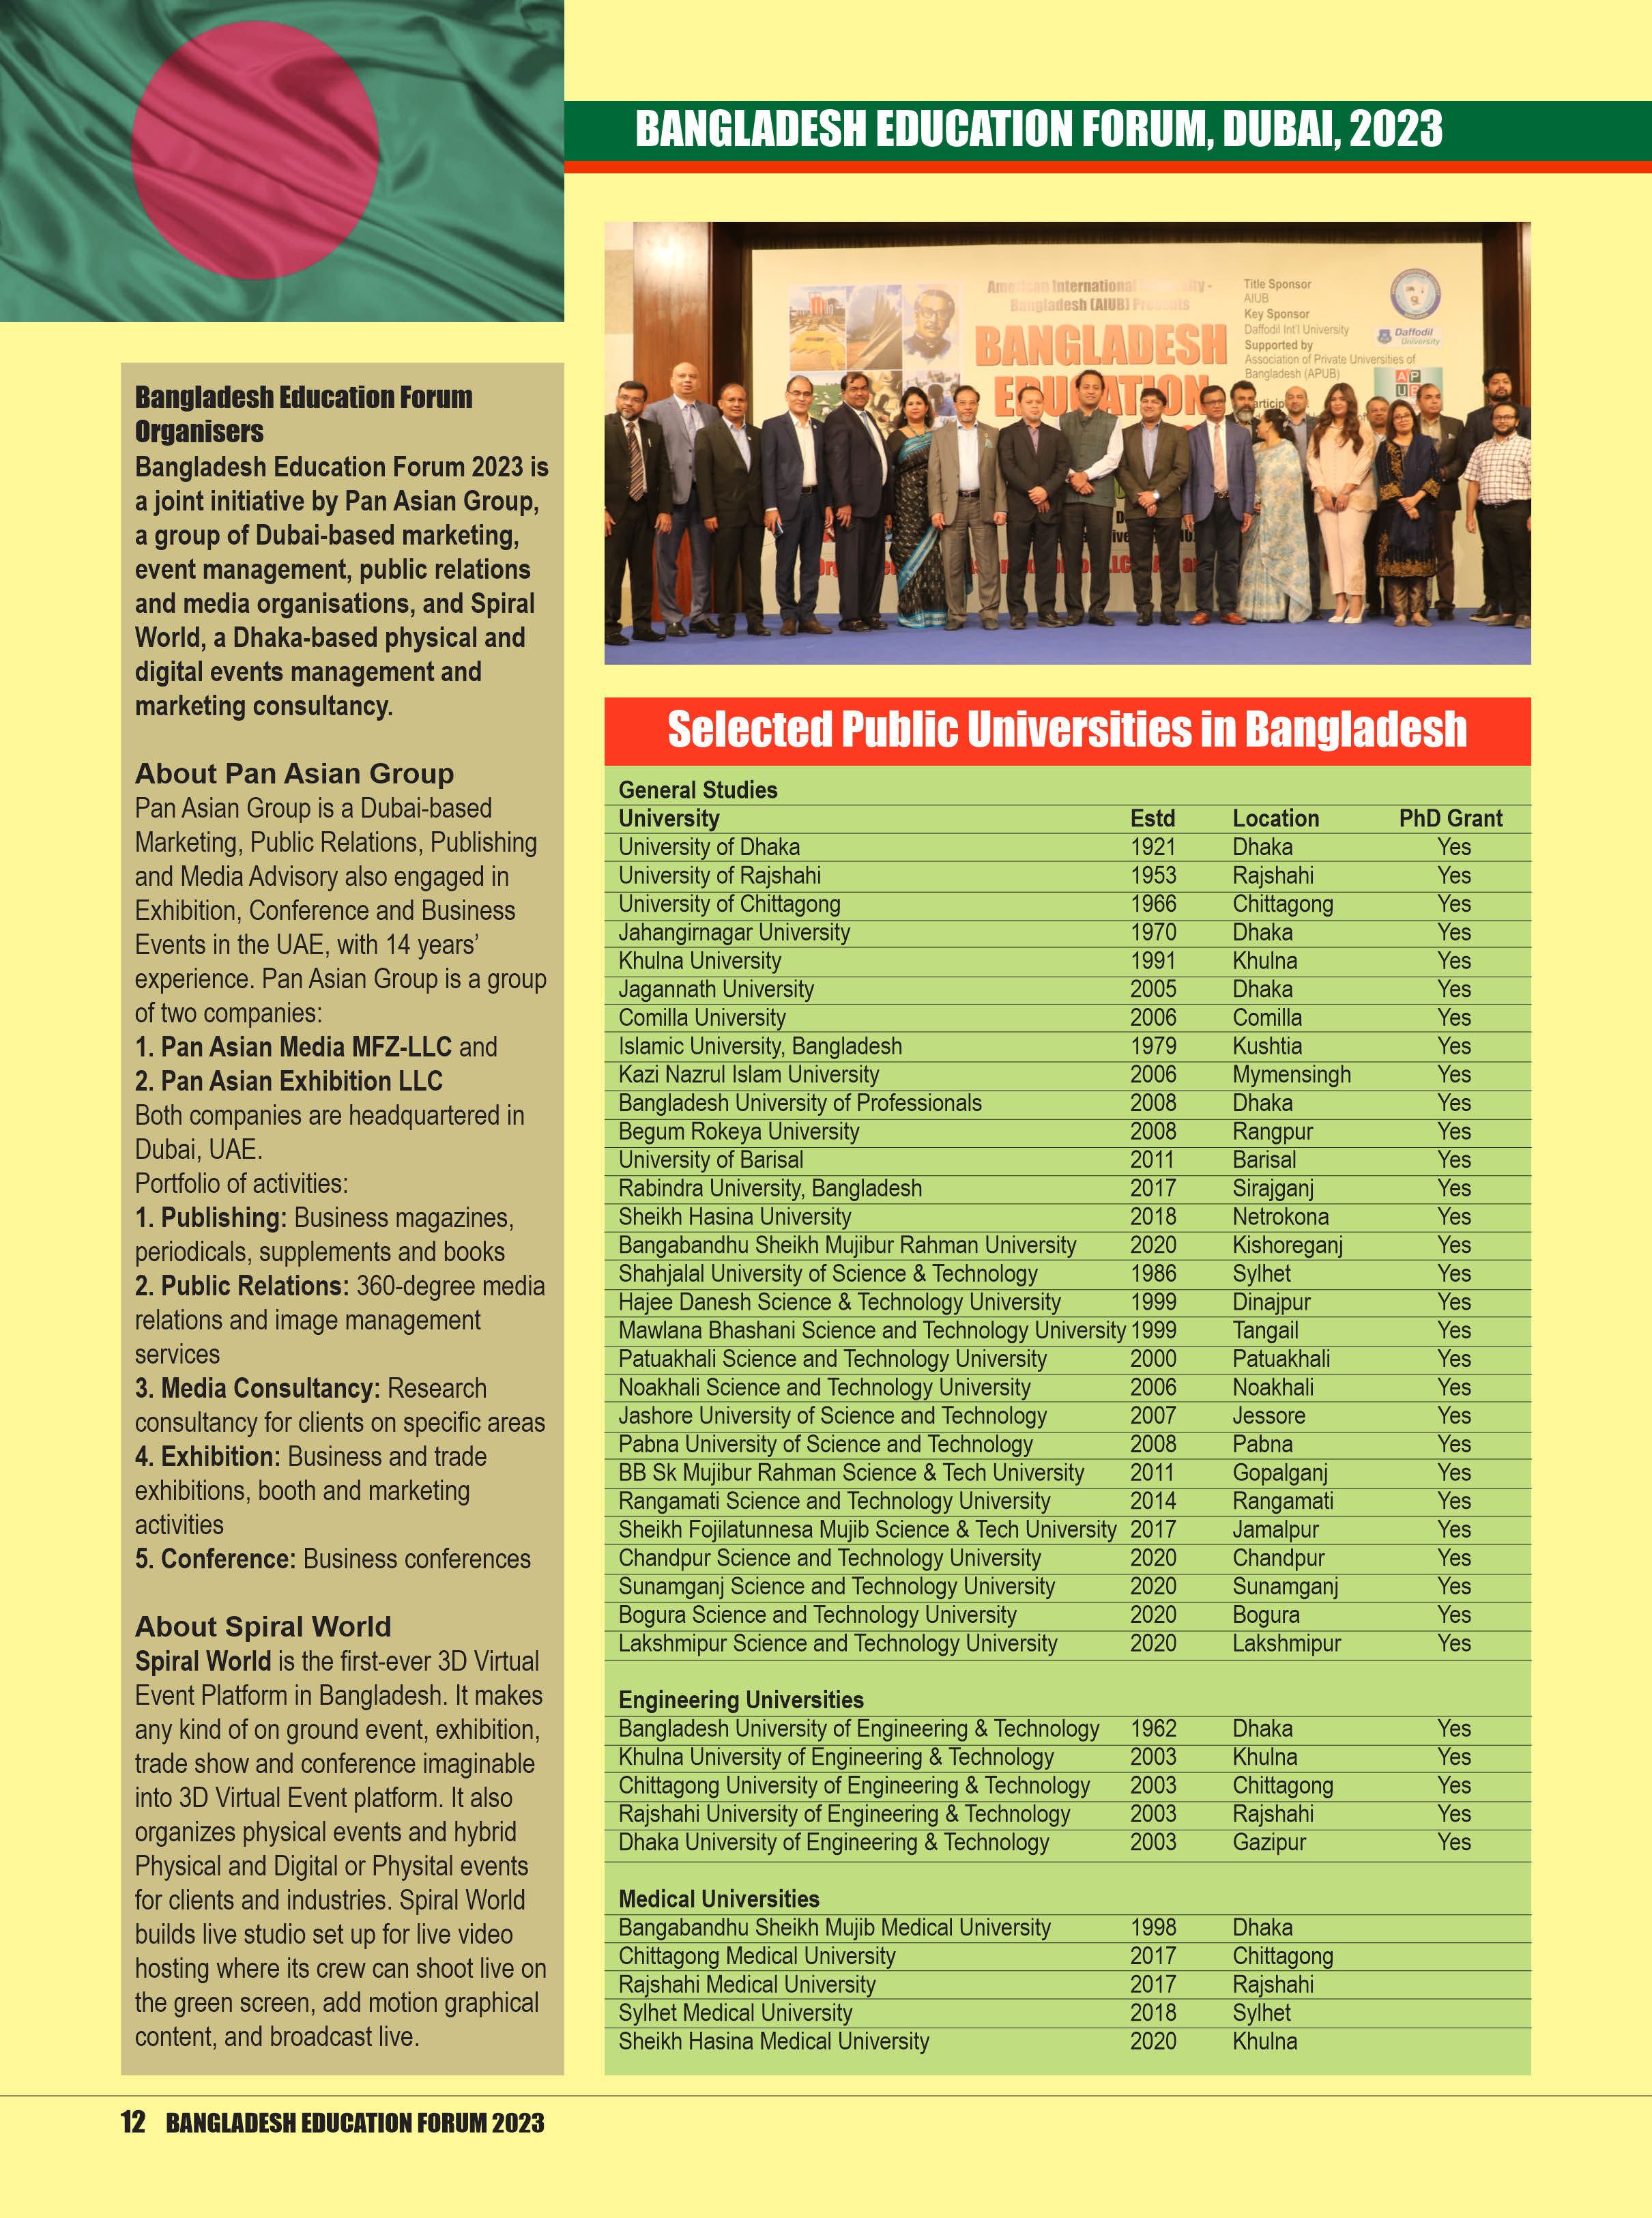 BANGLADESH EDUCATION FORUM, DUBAI, 2023
Bangladesh Education Forum
Organisers
Bangladesh Education Forum 2023 is
a joint initiative by Pan Asian Group,
a group of Dubai-based marketing,
event management, public relations
and media organisations, and Spiral
World, a Dhaka-based physical and
digital events management and
marketing consultancy.
About Pan Asian Group
Pan Asian Group is a Dubai-based
Marketing, Public Relations, Publishing
and Media Advisory also engaged in
Exhibition, Conference and Business
Events in the UAE, with 14 years’
experience. Pan Asian Group is a group
of two companies:
1. Pan Asian Media MFZ-LLC and
2. Pan Asian Exhibition LLC
Both companies are headquartered in
Dubai, UAE.
Portfolio of activities:
1. Publishing: Business magazines,
periodicals, supplements and books
2. Public Relations: 360-degree media
relations and image management
services
3. Media Consultancy: Research
consultancy for clients on specific areas
4. Exhibition: Business and trade
exhibitions, booth and marketing
activities
5. Conference: Business conferences
About Spiral World
Spiral World is the first-ever 3D Virtual
Event Platform in Bangladesh. It makes
any kind of on ground event, exhibition,
trade show and conference imaginable
into 3D Virtual Event platform. It also
organizes physical events and hybrid
Physical and Digital or Physital events
for clients and industries. Spiral World
builds live studio set up for live video
hosting where its crew can shoot live on
the green screen, add motion graphical
content, and broadcast live.
American International University -
Bangladesh (AIUB) Presents
BANGLADESH
EDUCATION
Title Sponsor
AIUB
Key Sponsor
Daffodil Int'l University
Supported by
Association of Private Universities of
Bangladesh (APUB)
Daffodil
University
AP
Selected Public Universities in Bangladesh
General Studies
University Estd Location PhD Grant
University of Dhaka 1921 Dhaka Yes
University of Rajshahi 1953 Rajshahi Yes
University of Chittagong 1966 Chittagong Yes
Jahangirnagar University 1970 Dhaka Yes
Khulna University 1991 Khulna Yes
Jagannath University 2005 Dhaka Yes
Comilla University 2006 Comilla Yes
Islamic University, Bangladesh 1979 Kushtia Yes
Kazi Nazrul Islam University 2006 Mymensingh Yes
Bangladesh University of Professionals 2008 Dhaka Yes
Begum Rokeya University 2008 Rangpur Yes
University of Barisal 2011 Barisal Yes
Rabindra University, Bangladesh 2017 Sirajganj Yes
Sheikh Hasina University 2018 Netrokona Yes
Bangabandhu Sheikh Mujibur Rahman University 2020 Kishoreganj Yes
Shahjalal University of Science & Technology 1986 Sylhet Yes
Hajee Danesh Science & Technology University 1999 Dinajpur Yes
Mawlana Bhashani Science and Technology University 1999 Tangail Yes
Patuakhali Science and Technology University 2000 Patuakhali Yes
Noakhali Science and Technology University 2006 Noakhali Yes
Jashore University of Science and Technology 2007 Jessore Yes
Pabna University of Science and Technology 2008 Pabna Yes
BB Sk Mujibur Rahman Science & Tech University 2011 Gopalganj Yes
Rangamati Science and Technology University 2014 Rangamati Yes
Sheikh Fojilatunnesa Mujib Science & Tech University 2017 Jamalpur Yes
Chandpur Science and Technology University 2020 Chandpur Yes
Sunamganj Science and Technology University 2020 Sunamganj Yes
Bogura Science and Technology University 2020 Bogura Yes
Lakshmipur Science and Technology University 2020 Lakshmipur Yes
Engineering Universities
Bangladesh University of Engineering & Technology 1962 Dhaka Yes
Khulna University of Engineering & Technology 2003 Khulna Yes
Chittagong University of Engineering & Technology 2003 Chittagong Yes
Rajshahi University of Engineering & Technology 2003 Rajshahi Yes
Dhaka University of Engineering & Technology 2003 Gazipur Yes
Medical Universities
Bangabandhu Sheikh Mujib Medical University 1998 Dhaka
Chittagong Medical University 2017 Chittagong
Rajshahi Medical University 2017 Rajshahi
Sylhet Medical University 2018 Sylhet
Sheikh Hasina Medical University 2020 Khulna
12 BANGLADESH EDUCATION FORUM 2023